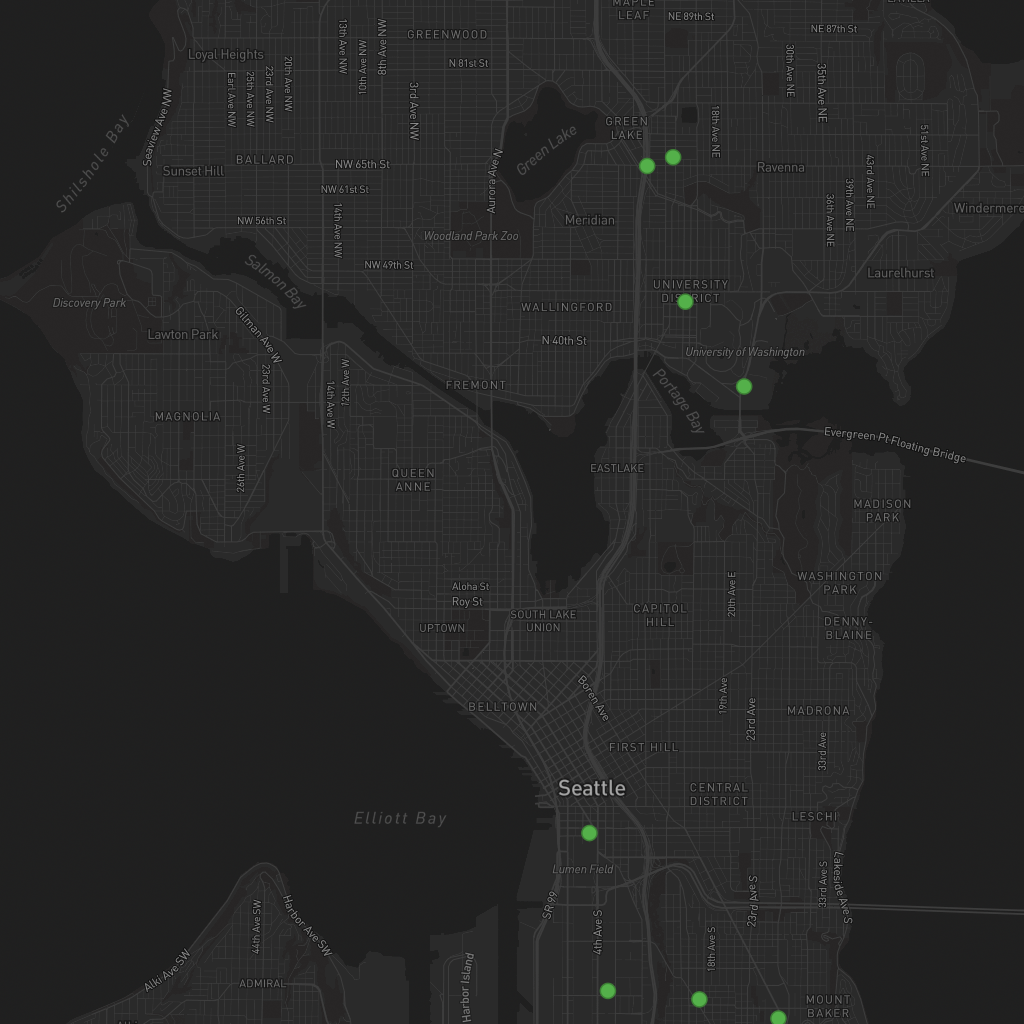 MAPLE
LEAF
NE 89th St
NE 87th St
GREENWOOD
13th Ave NW
8th Ave NW
10th Ave NW
Loyal Heights
N 81st St
20th Ave NW
23rd Ave NW
25th Ave NW
Earl Ave NW
30th Ave NE
35th Ave NE
3rd Ave NW
Seaview Ave NW
Shilshole Bay
GREEN
LAKE
Green Lake
18th Ave NE
51st Ave NE
BALLARD
NW 65th St
Sunset Hill
Aurora Ave N
Ravenna
43rd Ave NE
39th Ave NE
36th Ave NE
NW 61st St
Windermere
NW 56th St
14th Ave NW
Meridian
Woodland Park Zoo
NW 49th St
Salmon Bay
Laurelhurst
UNIVERSITY
DISTRICT
Discovery Park
WALLINGFORD
Gilman Ave W
Lawton Park
N 40th St
University of Washington
FREMONT
23rd Ave W
14th Ave W
12th Ave W
Portage Bay
MAGNOLIA
Evergreen Pt Floating Bridge
26th Ave W
QUEEN
ANNE
EASTLAKE
MADISON
PARK
Aloha St
Roy St
20th Ave E
WASHINGTON
PARK
SOUTH LAKE
UNION
CAPITOL
HILL
UPTOWN
DENNY-
BLAINE
Boren Ave
BELLTOWN
19th Ave
23rd Ave
MADRONA
33rd Ave
FIRST HILL
Seattle
CENTRAL
DISTRICT
Elliott Bay
LESCHI
Lumen Field
SR 99
4th Ave S
23rd Ave S
33rd Ave S
Lakeside Ave S
18th Ave S
44th Ave SW
Harbor Ave SW
Alki Ave SW
ADMIRAL
Harbor Island
MOUNT
BAKER